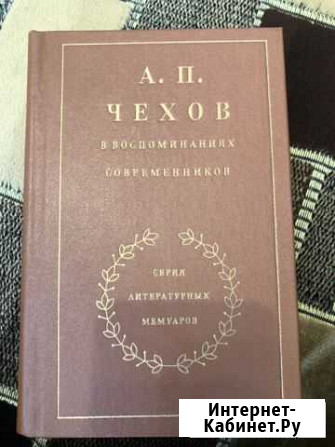 А. П.
ЧЕХОВ
В ВОСПОМИНАНИЯХ
СОВРЕМЕННИКОВ
СЕРИЯ
ЛИТЕРАТУРНЫХ
МЕМУАРОВ
Интернет-
Кабинет.Ру